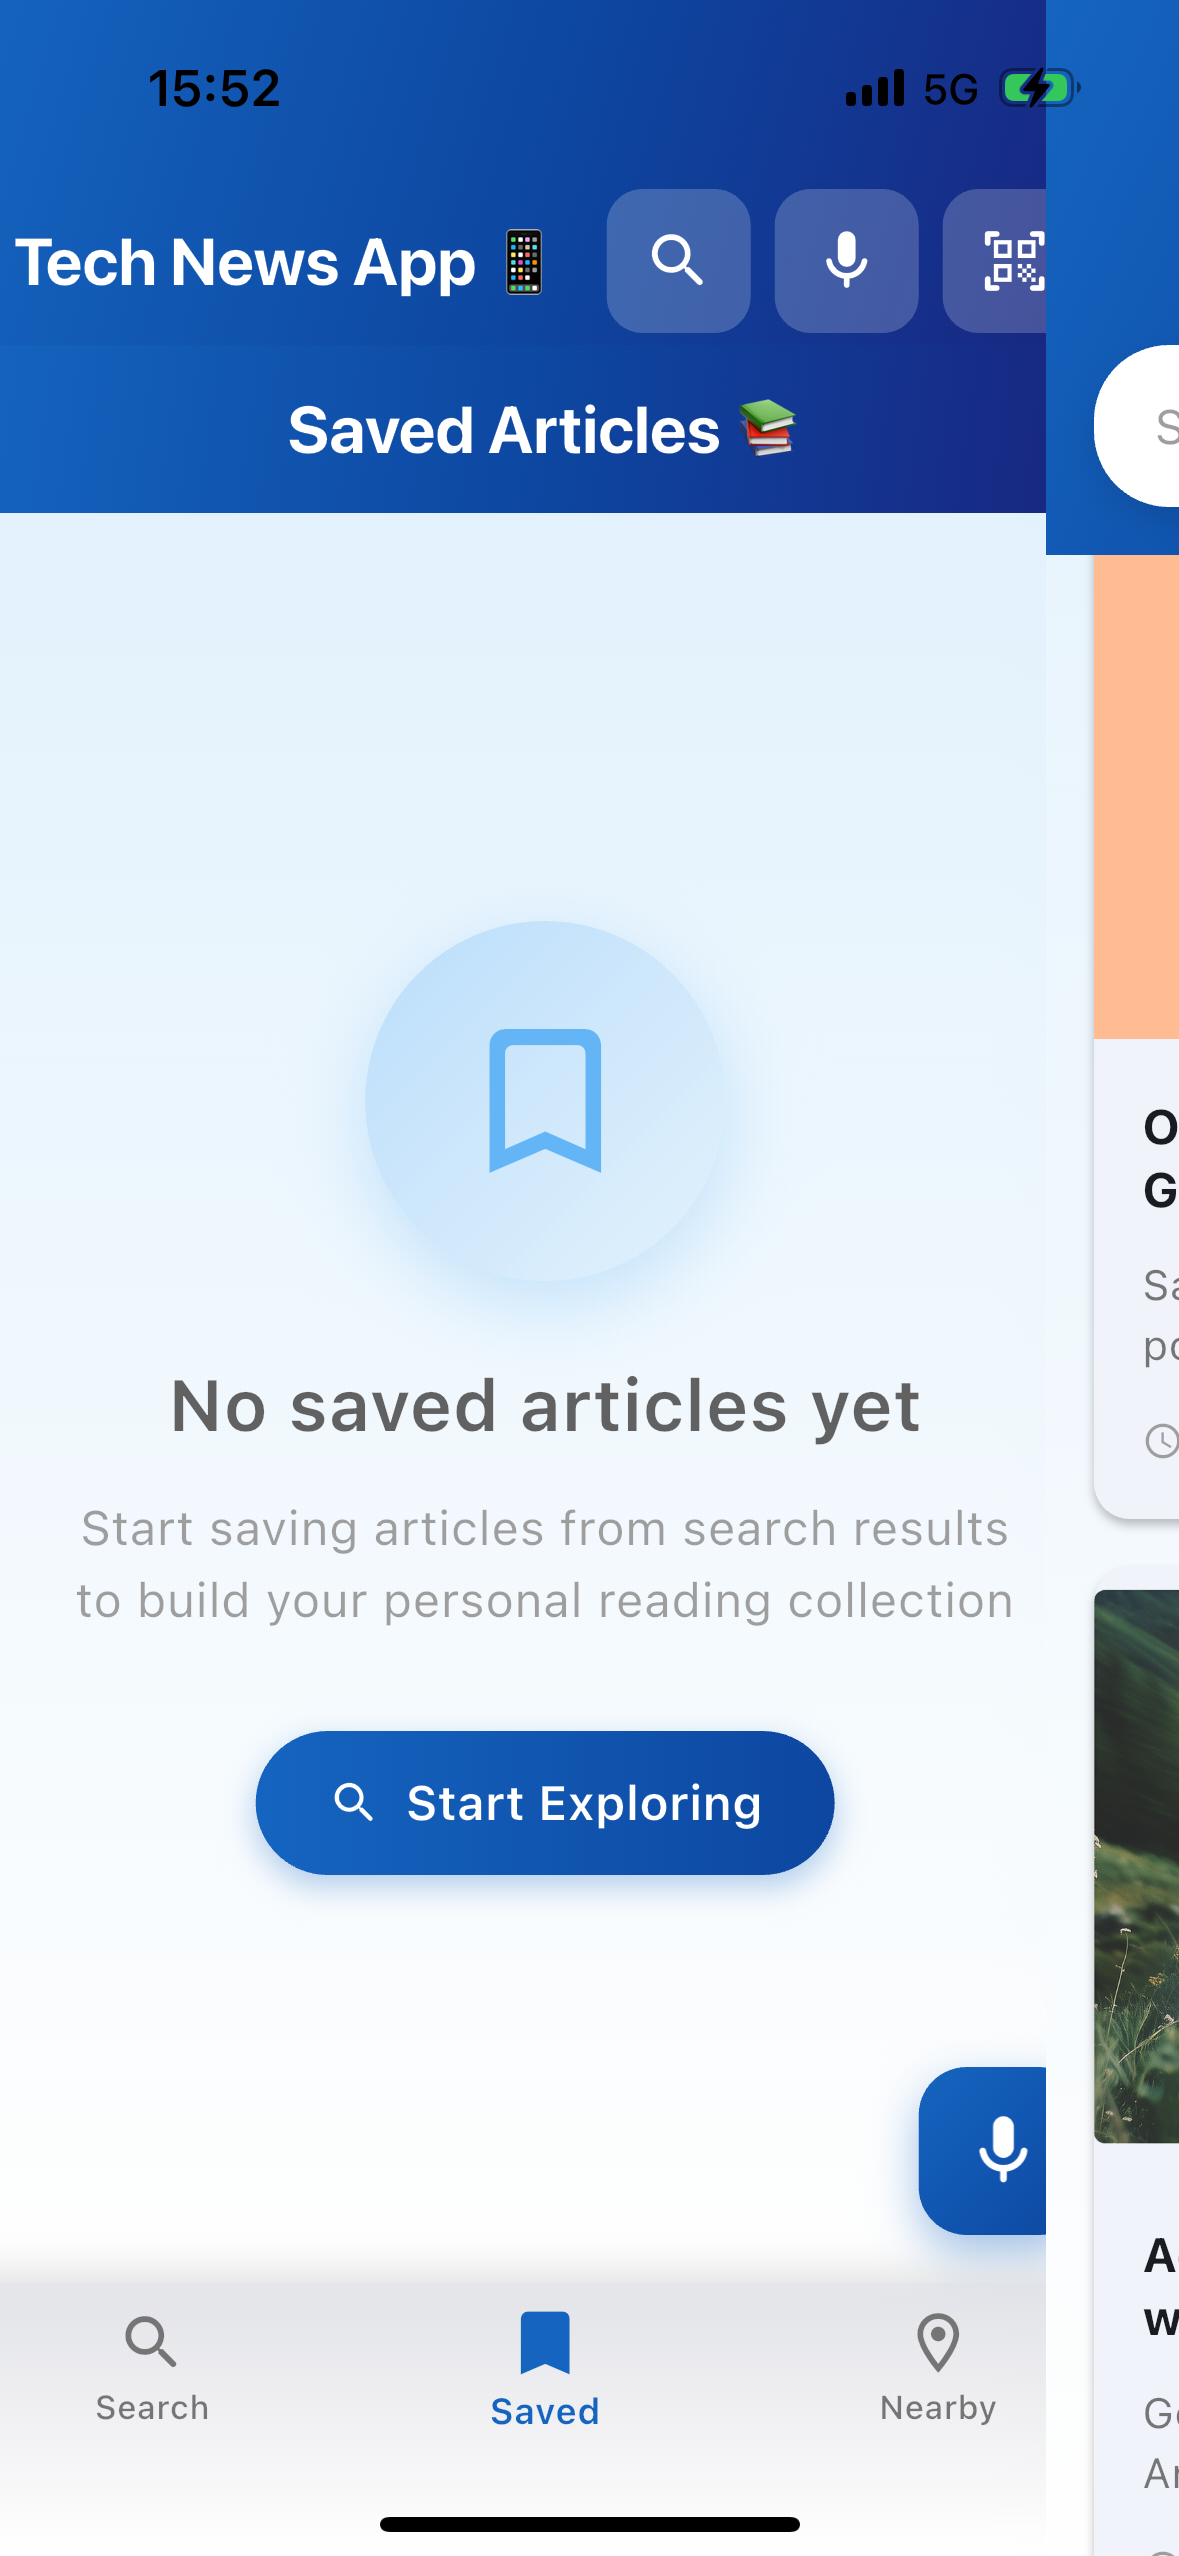 15:52
5G
Tech News App
Saved Articles
No saved articles yet
Start saving articles from search results
to build your personal reading collection
Start Exploring
Search
Saved
Nearby